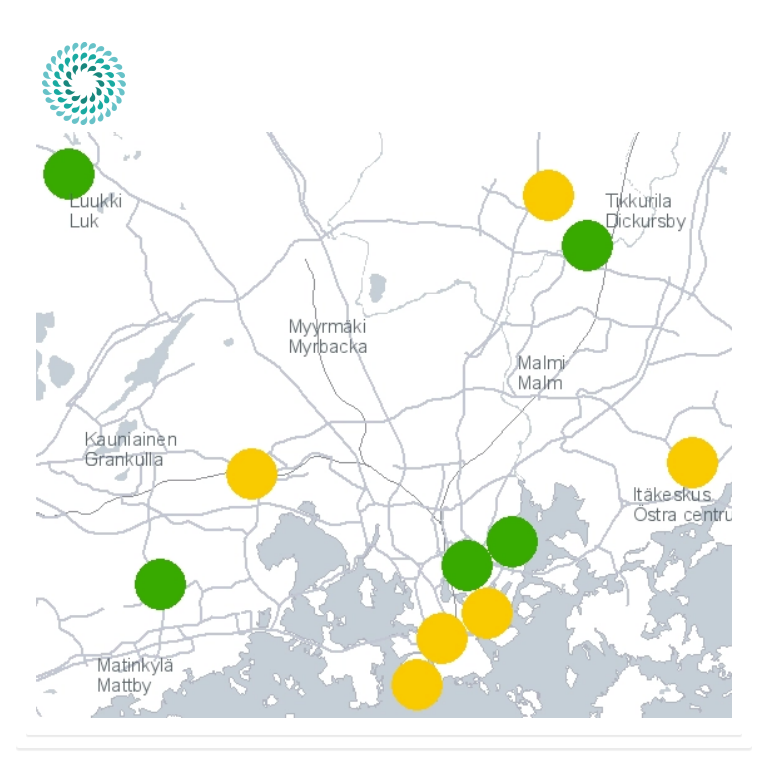 Luukki
Luk
Tikkurila
Dickursby
Myyrmäki
Myrbacka
Malmi
Malm
Kauniainen
Grankulla
Itäkeskus
Östra centru
Matinkylä
Mattby